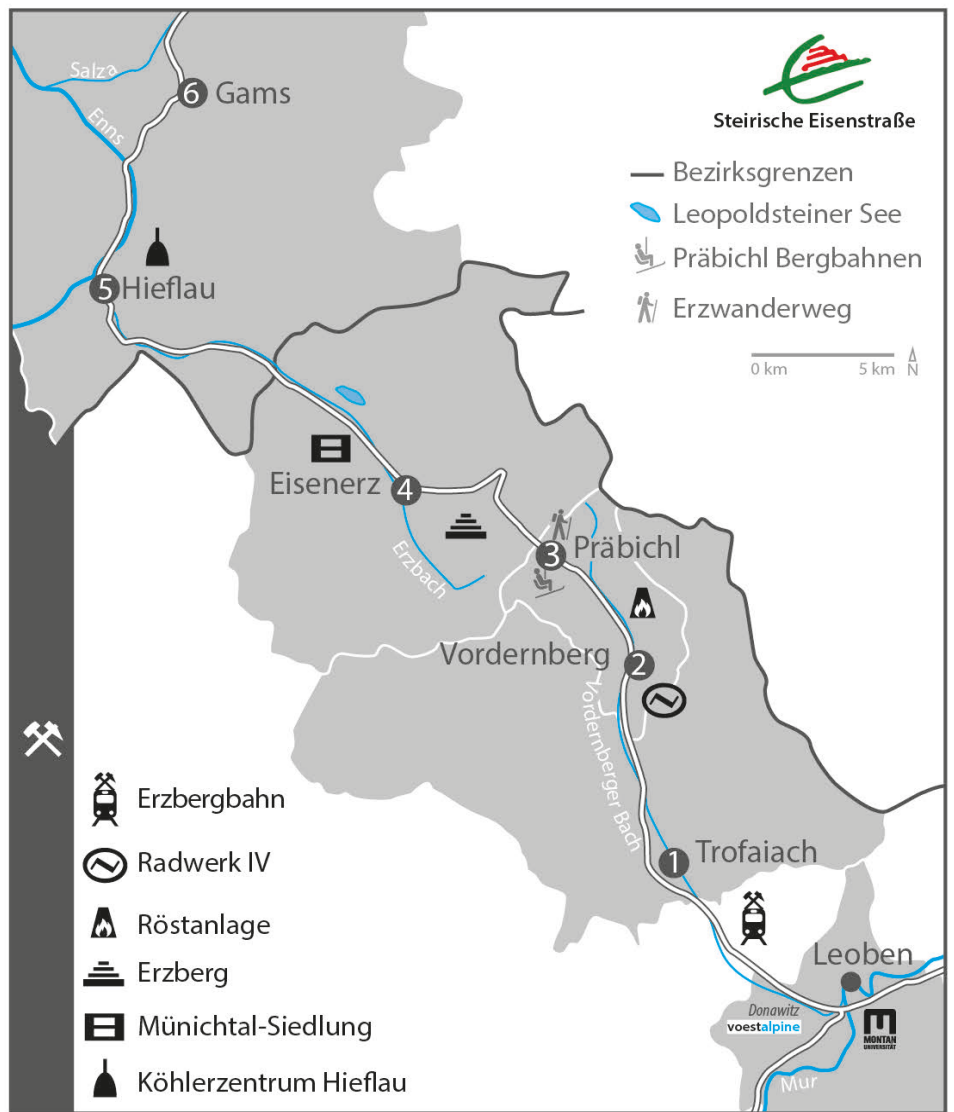 Salza
Enns
6 Gams
Steirische Eisenstraße
Bezirksgrenzen
Leopoldsteiner See
Präbichl Bergbahnen
Erzwanderweg
0 km 5 km N
5 Hieflau
Eisenerz 4
Erzbach
3 Präbichl
Vordernberg 2
Vordernberger Bach
1 Trofaiach
Leoben
Donawitz
voestalpine
MONTAN
UNIVERSITÄT
Mur
Erzbergbahn
Radwerk IV
Röstanlage
Erzberg
Münichtal-Siedlung
Köhlerzentrum Hieflau